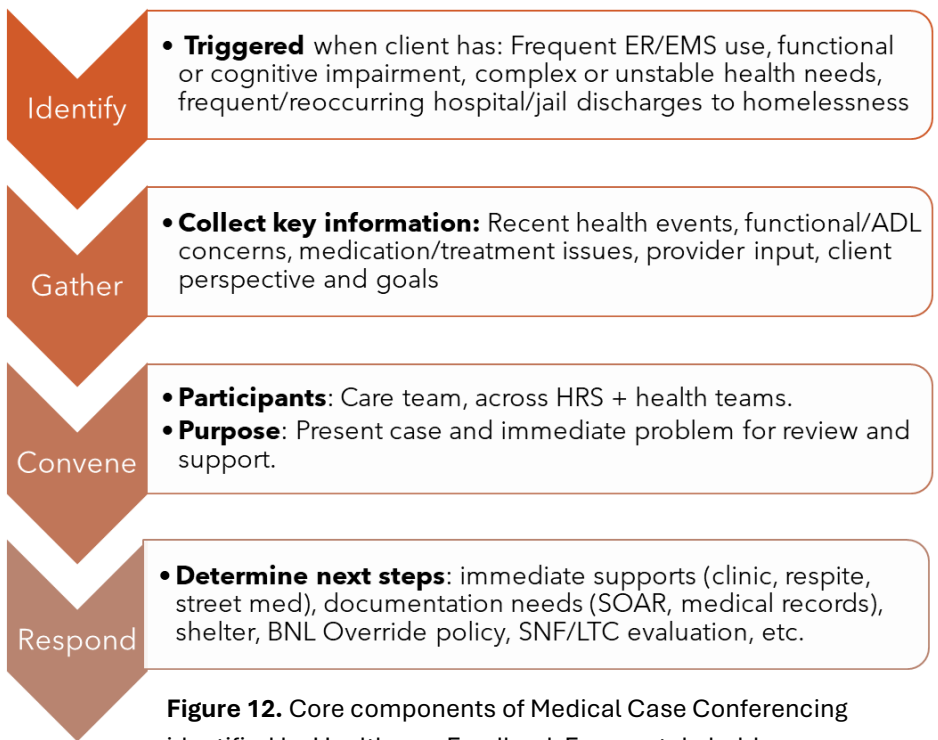 Identify
• Triggered when client has: Frequent ER/EMS use, functional
or cognitive impairment, complex or unstable health needs,
frequent/reoccurring hospital/jail discharges to homelessness
Gather
• Collect key information: Recent health events, functional/ADL
concerns, medication/treatment issues, provider input, client
perspective and goals
Convene
• Participants: Care team, across HRS + health teams.
• Purpose: Present case and immediate problem for review and
support.
Respond
• Determine next steps: immediate supports (clinic, respite,
street med), documentation needs (SOAR, medical records),
shelter, BNL Override policy, SNF/LTC evaluation, etc.
Figure 12. Core components of Medical Case Conferencing